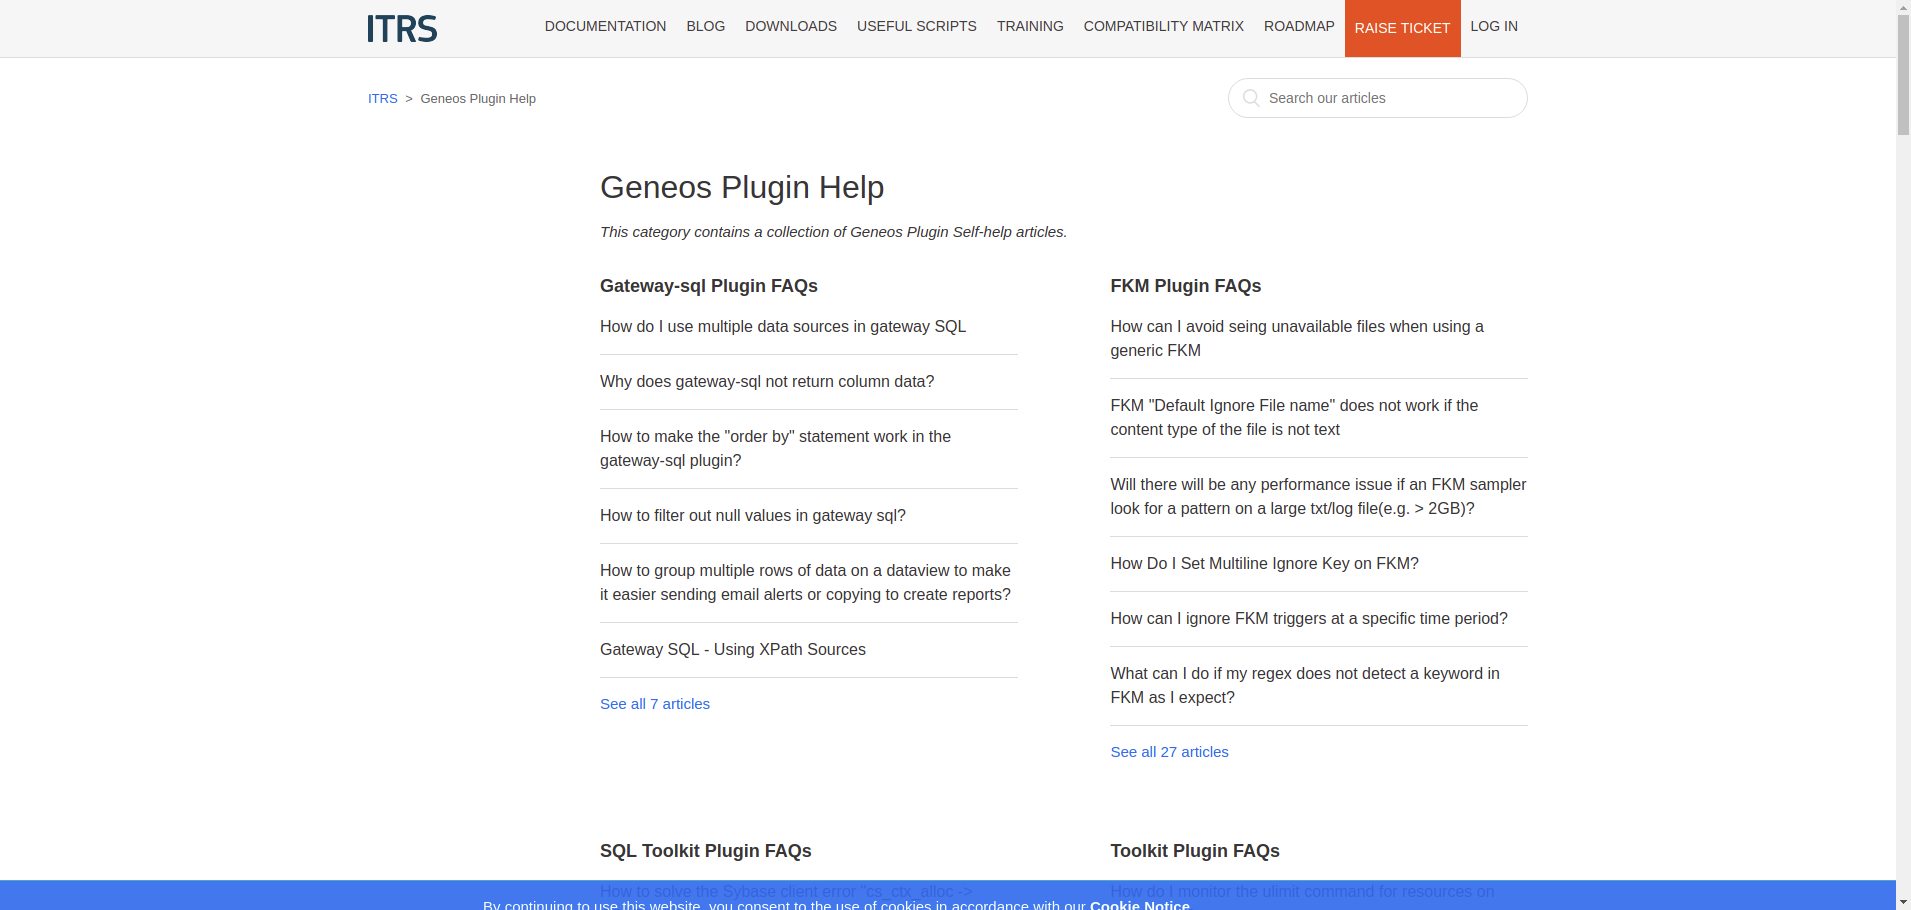 ITRS
DOCUMENTATION BLOG DOWNLOADS USEFUL SCRIPTS TRAINING COMPATIBILITY MATRIX ROADMAP RAISE TICKET LOG IN
ITRS > Geneos Plugin Help
Search our articles
Geneos Plugin Help
This category contains a collection of Geneos Plugin Self-help articles.
Gateway-sql Plugin FAQs
How do I use multiple data sources in gateway SQL
Why does gateway-sql not return column data?
How to make the "order by" statement work in the
gateway-sql plugin?
How to filter out null values in gateway sql?
How to group multiple rows of data on a dataview to make
it easier sending email alerts or copying to create reports?
Gateway SQL - Using XPath Sources
See all 7 articles
FKM Plugin FAQs
How can I avoid seing unavailable files when using a
generic FKM
FKM "Default Ignore File name" does not work if the
content type of the file is not text
Will there will be any performance issue if an FKM sampler
look for a pattern on a large txt/log file(e.g. > 2GB)?
How Do I Set Multiline Ignore Key on FKM?
How can I ignore FKM triggers at a specific time period?
What can I do if my regex does not detect a keyword in
FKM as I expect?
See all 27 articles
SQL Toolkit Plugin FAQs
How to solve the Sybase client error "cs_ctx_alloc ->
Toolkit Plugin FAQs
How do I monitor the ulimit command for resources on
By continuing to use this website, you consent to the use of cookies in accordance with our Cookie Notice.